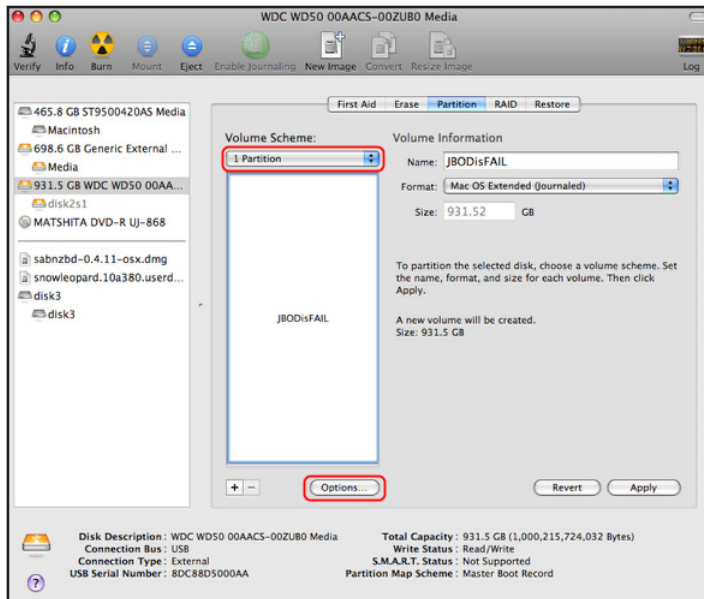 WDC WD50 00AACS-00ZUB0 Media
Verify Info Burn Mount Eject Enable Journaling New Image Convert Resize Image Log
First Aid Erase Partition RAID Restore
465.8 GB ST9500420AS Media
Macintosh
698.6 GB Generic External ...
Media
931.5 GB WDC WD50 00AA...
disk2s1
MATSHITA DVD-R UJ-868
sabnzbd-0.4.11-osx.dmg
snowleopard.10a380.userd...
disk3
disk3
Volume Scheme:
1 Partition
JBODisFAIL
+ -
Options...
Volume Information
Name: JBODisFAIL
Format: Mac OS Extended (Journaled)
Size: 931.52 GB
To partition the selected disk, choose a volume scheme. Set
the name, format, and size for each volume. Then click
Apply.
A new volume will be created.
Size: 931.5 GB
Revert Apply
Disk Description : WDC WD50 00AACS-00ZUB0 Media
Connection Bus : USB
Connection Type : External
USB Serial Number : 8DC88D5000AA
Total Capacity : 931.5 GB (1,000,215,724,032 Bytes)
Write Status : Read/Write
S.M.A.R.T. Status : Not Supported
Partition Map Scheme : Master Boot Record
?